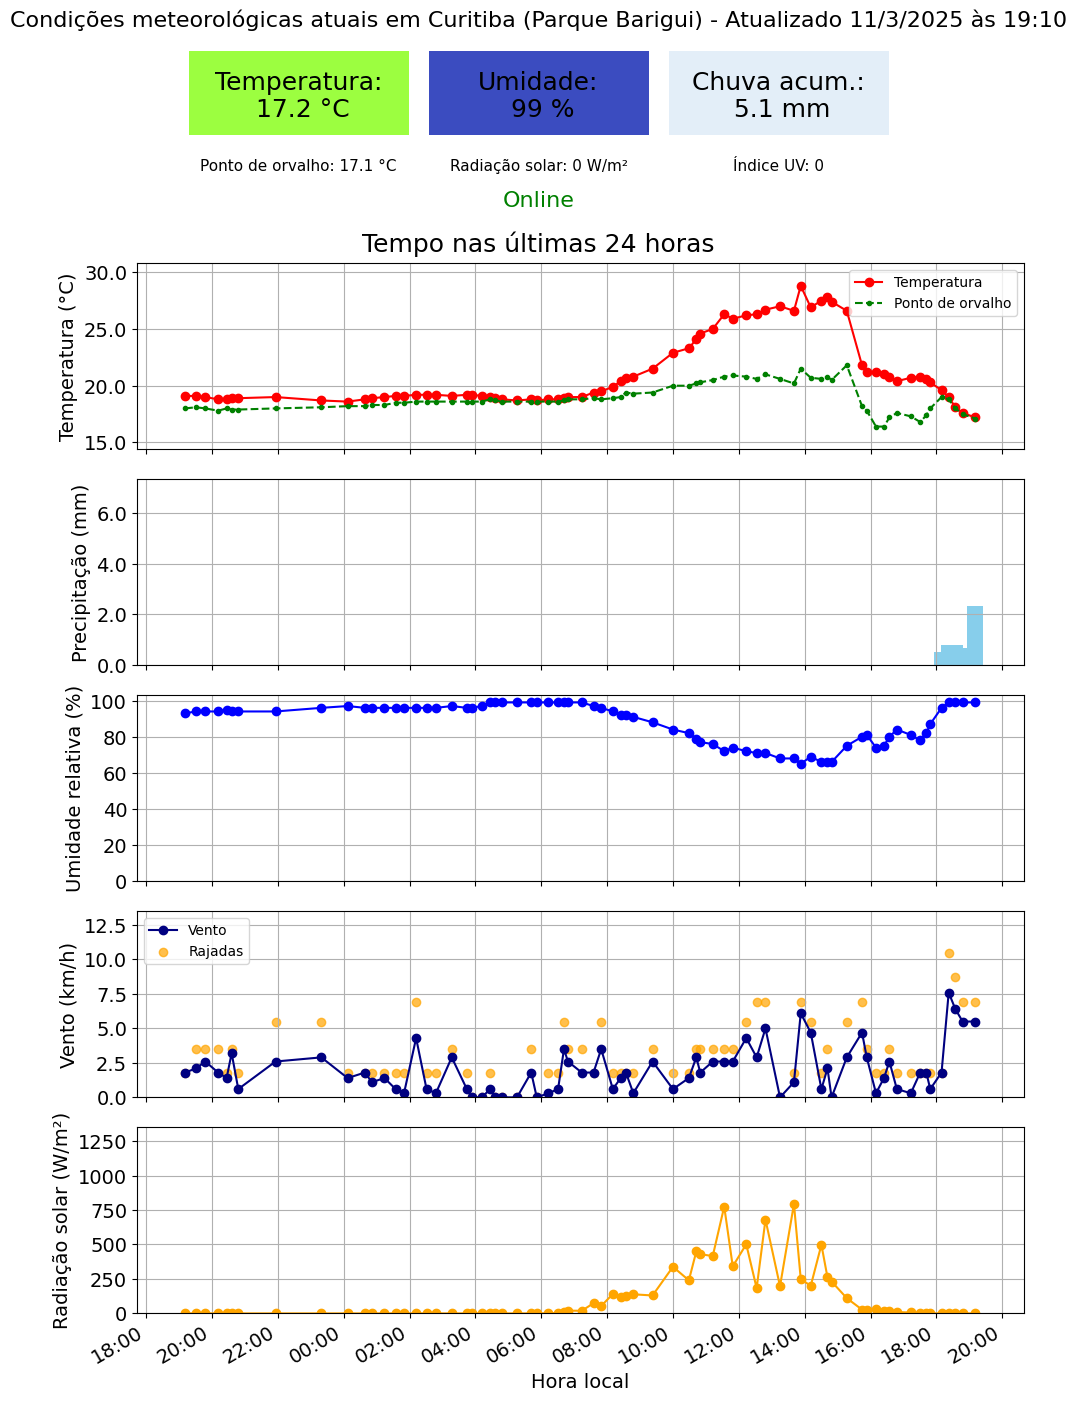 Condições meteorológicas atuais em Curitiba (Parque Barigui) - Atualizado 11/3/2025 às 19:10
Temperatura:
17.2 °C
Umidade:
99 %
Chuva acum.:
5.1 mm
Ponto de orvalho: 17.1 °C
Radiação solar: 0 W/m²
Índice UV: 0
Online
Tempo nas últimas 24 horas
Temperatura (°C)
30.0
25.0
20.0
15.0
Temperatura
Ponto de orvalho
Precipitação (mm)
6.0
4.0
2.0
0.0
Umidade relativa (%)
100
80
60
40
20
0
Vento (km/h)
12.5
10.0
7.5
5.0
2.5
0.0
Vento
Rajadas
Radiação solar (W/m²)
1250
1000
750
500
250
0
18:00
20:00
22:00
00:00
02:00
04:00
06:00
08:00
10:00
12:00
14:00
16:00
18:00
20:00
Hora local